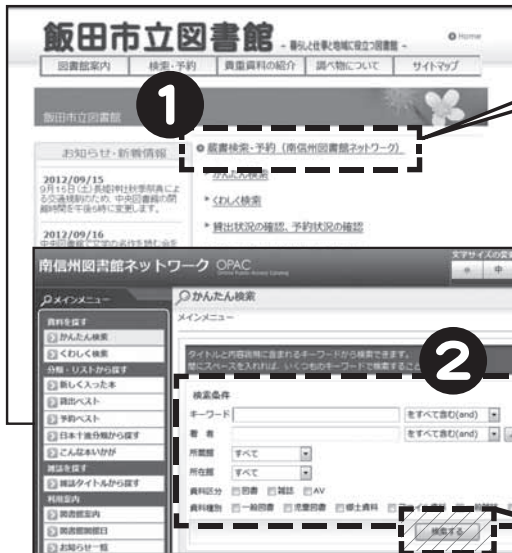 飯田市立図書館 - 暮らしと仕事と地域に役立つ図書館 -
Home
図書館案内 検索・予約 貴重資料の紹介 調べ物について サイトマップ
飯田市立図書館
1
お知らせ・新着情報
2012/09/15
9月15日(土)長姫神社秋季祭典によ
る交通規制のため、中央図書館の閉
館時間を午後6時に変更します。
2012/09/16
蔵書検索・予約 (南信州図書館ネットワーク)
かんたん検索
くわしく検索
貸出状況の確認、予約状況の確認
南信州図書館ネットワーク OPAC
Online Public Access Catalog
文字サイズの変更
小 中
メインメニュー
資料を探す
かんたん検索
くわしく検索
分類・リストから探す
新しく入った本
貸出ベスト
予約ベスト
日本十進分類から探す
こんな本いかが
雑誌を探す
雑誌タイトルから探す
利用案内
図書館案内
図書館開館日
お知らせ一覧
かんたん検索
メインメニュー
タイトルと内容説明に含まれるキーワードから検索できます。
間にスペースを入れれば、いくつものキーワードで検索すること
2
検索条件
キーワード をすべて含む(and)
著 者 をすべて含む(and)
所蔵館 すべて
所在館 すべて
資料区分 図書 雑誌 AV
資料種別 一般図書 児童図書 郷土資料
検索する